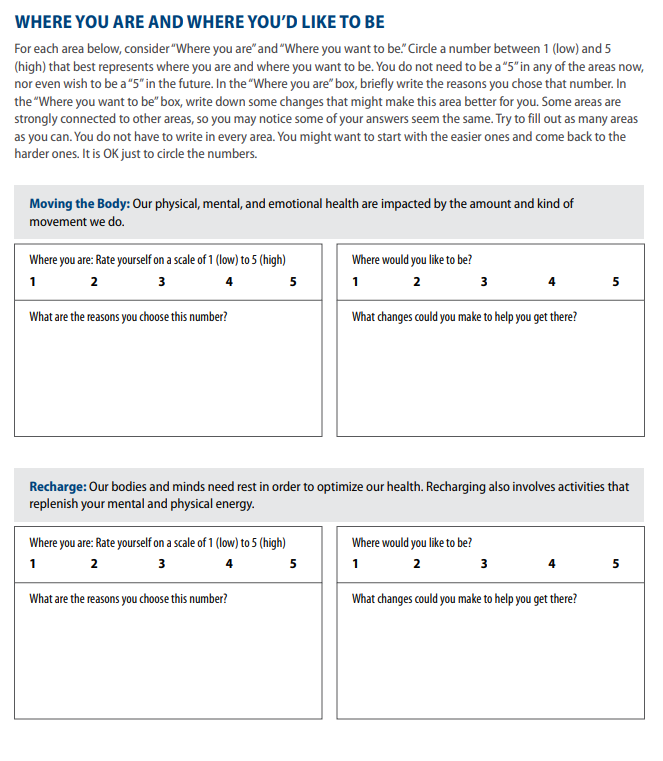 WHERE YOU ARE AND WHERE YOU'D LIKE TO BE
For each area below, consider “Where you are” and “Where you want to be.” Circle a number between 1 (low) and 5
(high) that best represents where you are and where you want to be. You do not need to be a “5” in any of the areas now,
nor even wish to be a “5” in the future. In the “Where you are” box, briefly write the reasons you chose that number. In
the “Where you want to be” box, write down some changes that might make this area better for you. Some areas are
strongly connected to other areas, so you may notice some of your answers seem the same. Try to fill out as many areas
as you can. You do not have to write in every area. You might want to start with the easier ones and come back to the
harder ones. It is OK just to circle the numbers.
Moving the Body: Our physical, mental, and emotional health are impacted by the amount and kind of
movement we do.
Where you are: Rate yourself on a scale of 1 (low) to 5 (high)
1 2 3 4 5
What are the reasons you choose this number?
Where would you like to be?
1 2 3 4 5
What changes could you make to help you get there?
Recharge: Our bodies and minds need rest in order to optimize our health. Recharging also involves activities that
replenish your mental and physical energy.
Where you are: Rate yourself on a scale of 1 (low) to 5 (high)
1 2 3 4 5
What are the reasons you choose this number?
Where would you like to be?
1 2 3 4 5
What changes could you make to help you get there?